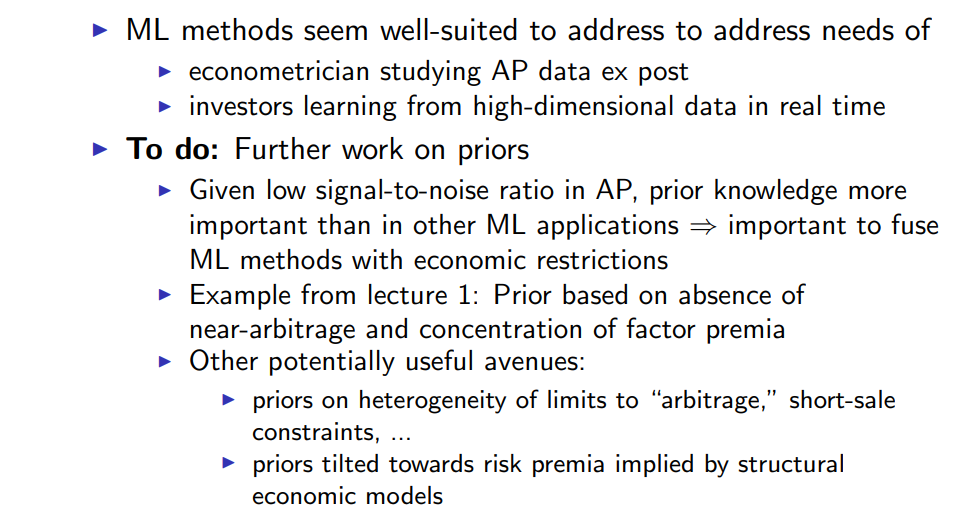 ML methods seem well-suited to address to address needs of
econometrician studying AP data ex post
investors learning from high-dimensional data in real time
To do: Further work on priors
Given low signal-to-noise ratio in AP, prior knowledge more
important than in other ML applications ⇒ important to fuse
ML methods with economic restrictions
Example from lecture 1: Prior based on absence of
near-arbitrage and concentration of factor premia
Other potentially useful avenues:
priors on heterogeneity of limits to “arbitrage,” short-sale
constraints, ...
priors tilted towards risk premia implied by structural
economic models